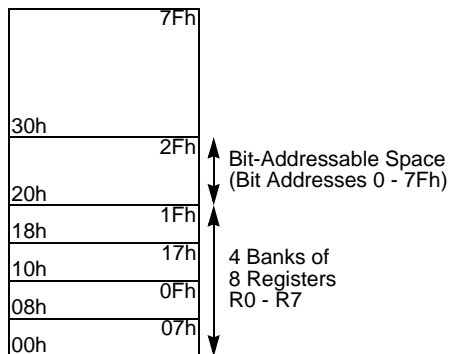 7Fh
30h
2Fh
Bit-Addressable Space
(Bit Addresses 0 - 7Fh)
20h
1Fh
18h
17h
4 Banks of
8 Registers
R0 - R7
10h
0Fh
08h
07h
00h